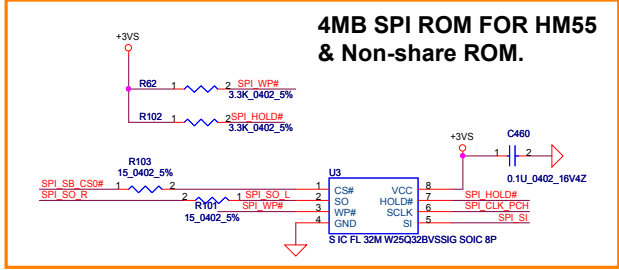 4MB SPI ROM FOR HM55
& Non-share ROM.
+3VS
R62 1 2 SPI_WP#
3.3K_0402_5%
R102 1 2 SPI_HOLD#
3.3K_0402_5%
+3VS
C460
1 2
0.1U_0402_16V4Z
R103
15_0402_5%
U3
SPI_SB_CS0# 1 2 1 CS# VCC 8
SPI_SO_R 1 2 SPI_SO_L 2 SO HOLD# 7 SPI_HOLD#
R101 SPI_WP# 3 WP# SCLK 6 SPI_CLK_PCH
15_0402_5% 4 GND SI 5 SPI_SI
S IC FL 32M W25Q32BVSSIG SOIC 8P